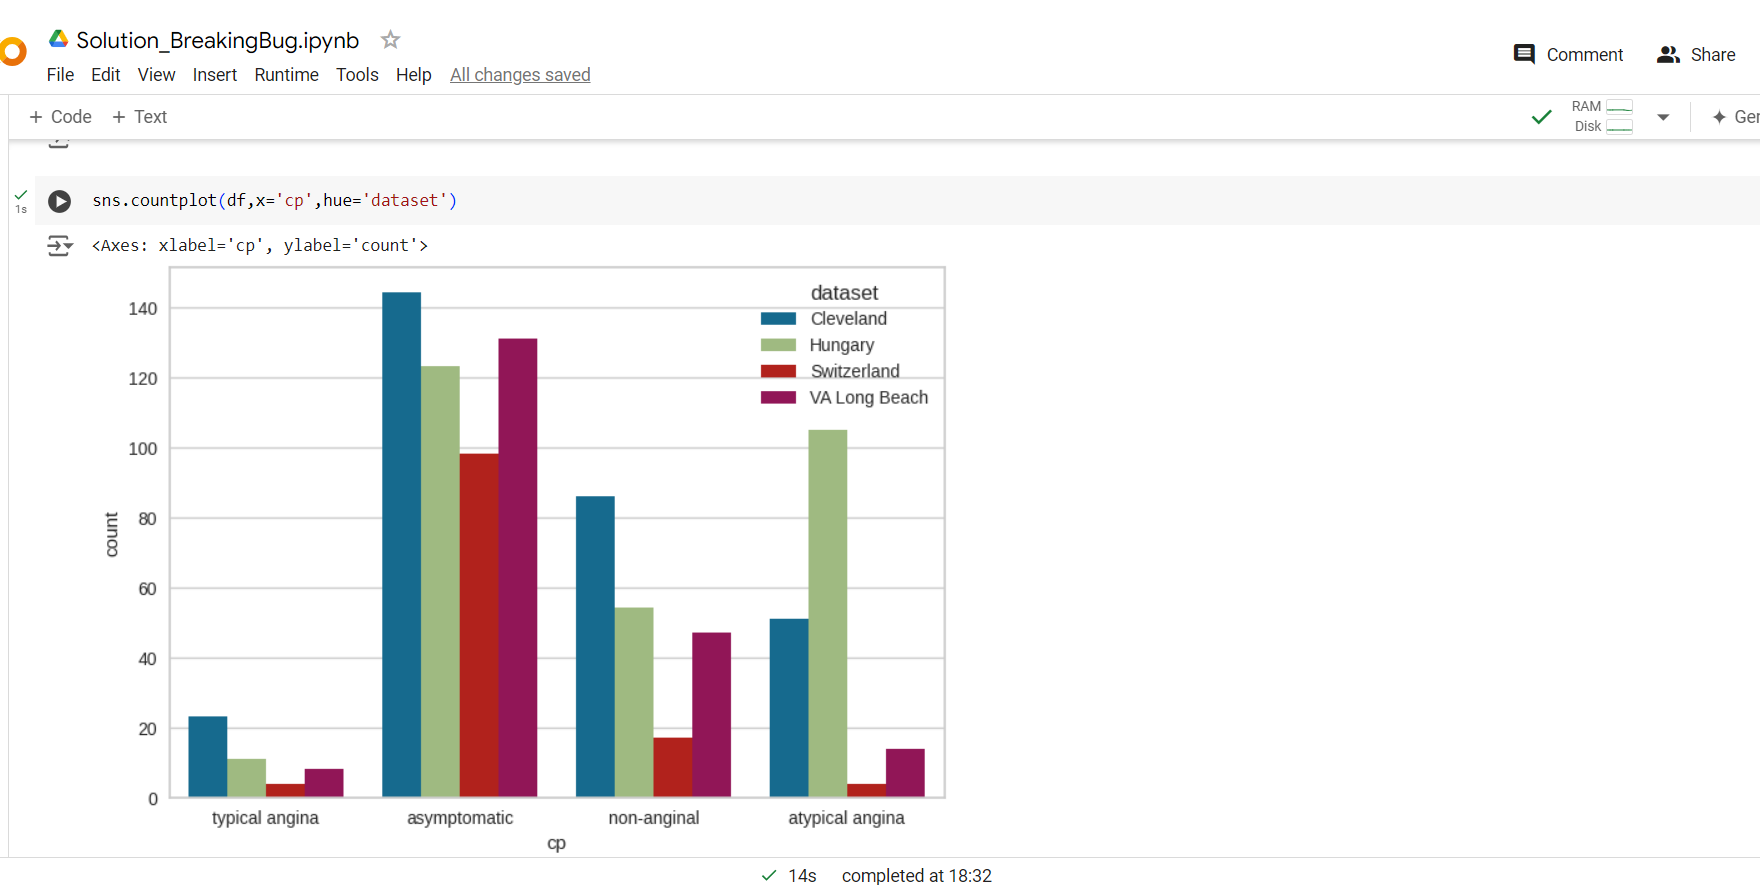 Solution_BreakingBug.ipynb
File Edit View Insert Runtime Tools Help All changes saved
Comment Share
+ Code + Text
RAM
Disk
1s
sns.countplot(df,x='cp',hue='dataset')
<Axes: xlabel='cp', ylabel='count'>
dataset
Cleveland
Hungary
Switzerland
VA Long Beach
140
120
100
80
60
40
20
0
count
typical angina asymptomatic non-anginal atypical angina
cp
14s completed at 18:32